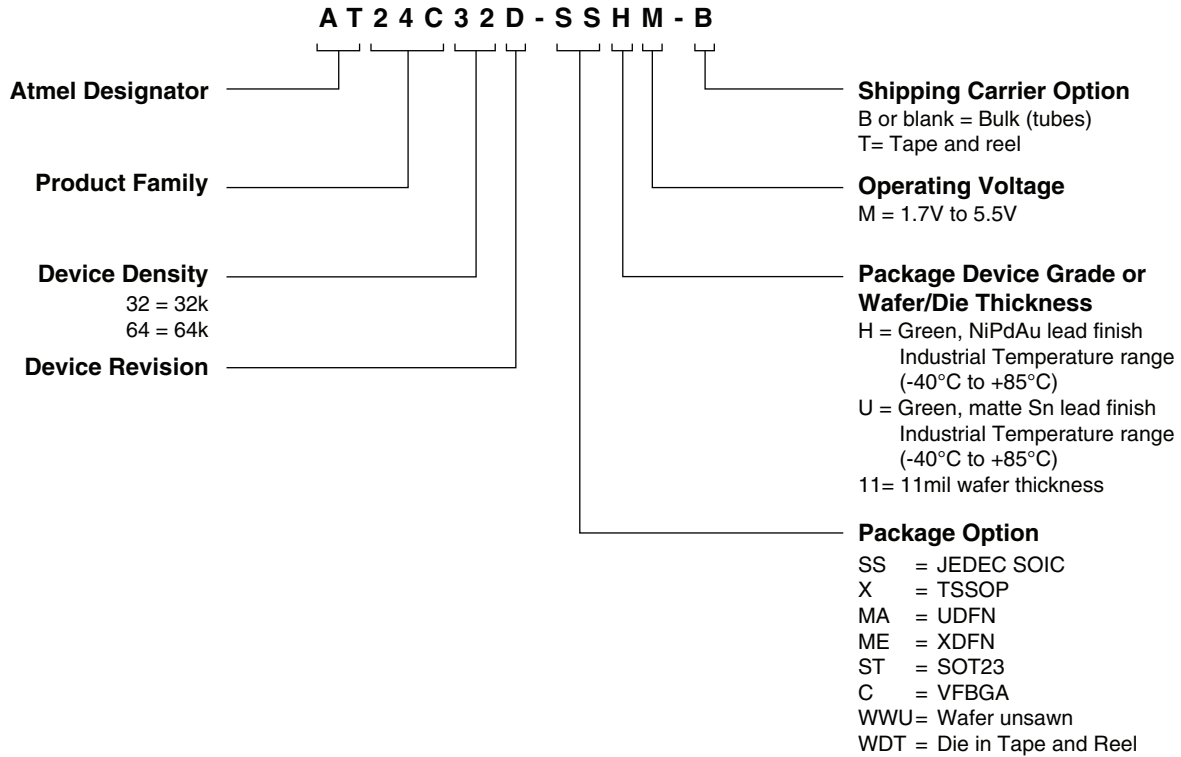 AT24C32D-SSHM-B
Atmel Designator
Product Family
Device Density
32 = 32k
64 = 64k
Device Revision
Shipping Carrier Option
B or blank = Bulk (tubes)
T= Tape and reel
Operating Voltage
M = 1.7V to 5.5V
Package Device Grade or
Wafer/Die Thickness
H = Green, NiPdAu lead finish
Industrial Temperature range
(-40°C to +85°C)
U = Green, matte Sn lead finish
Industrial Temperature range
(-40°C to +85°C)
11= 11mil wafer thickness
Package Option
SS = JEDEC SOIC
X = TSSOP
MA = UDFN
ME = XDFN
ST = SOT23
C = VFBGA
WWU= Wafer unsawn
WDT = Die in Tape and Reel